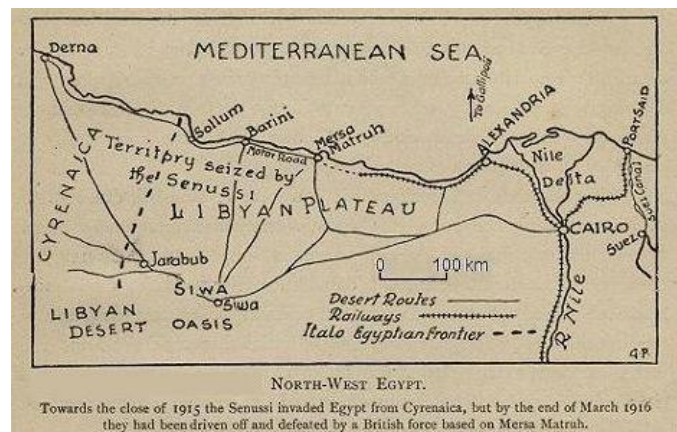 Derna
MEDITERRANEAN SEA
To Gallipoli
Sollum
Barini
Mersa
Matruh
ALEXANDRIA
PORT SAID
Motor Road
Territory seized by
the Senussi
CYRENAICA
LIBYAN PLATEAU
Nile
Delta
Suez Canal
CAIRO
Suez
Jarabub
SIWA
Siwa
0 100 km
LIBYAN
DESERT OASIS
Desert Routes
Railways
Italo Egyptian Frontier
R Nile
G.P.
NORTH-WEST EGYPT.
Towards the close of 1915 the Senussi invaded Egypt from Cyrenaica, but by the end of March 1916
they had been driven off and defeated by a British force based on Mersa Matruh.